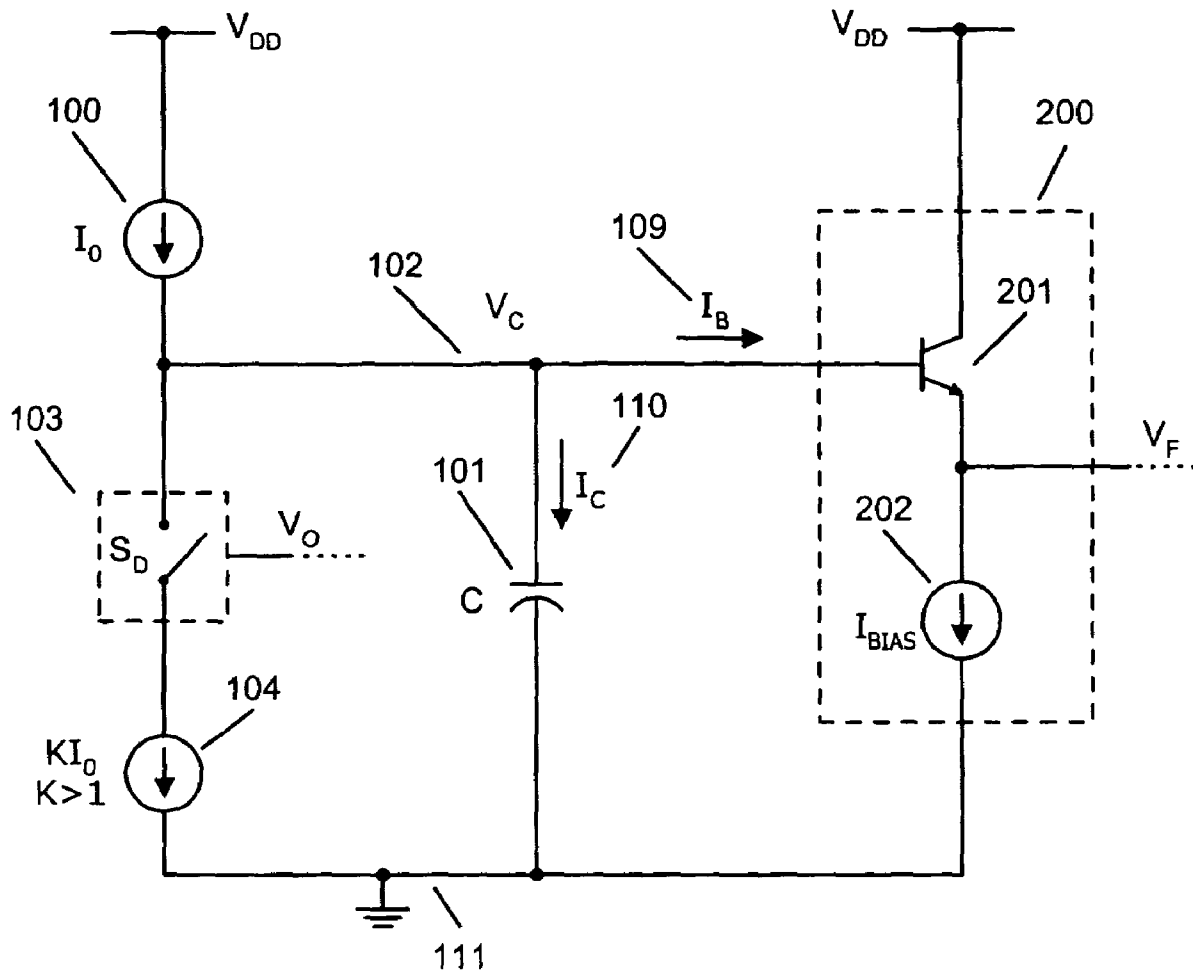 V_DD
V_DD
100
200
I_0
109
102
V_C
I_B
201
103
110
V_F
101
I_C
S_D
V_O
202
C
I_BIAS
104
KI_0
K>1
111